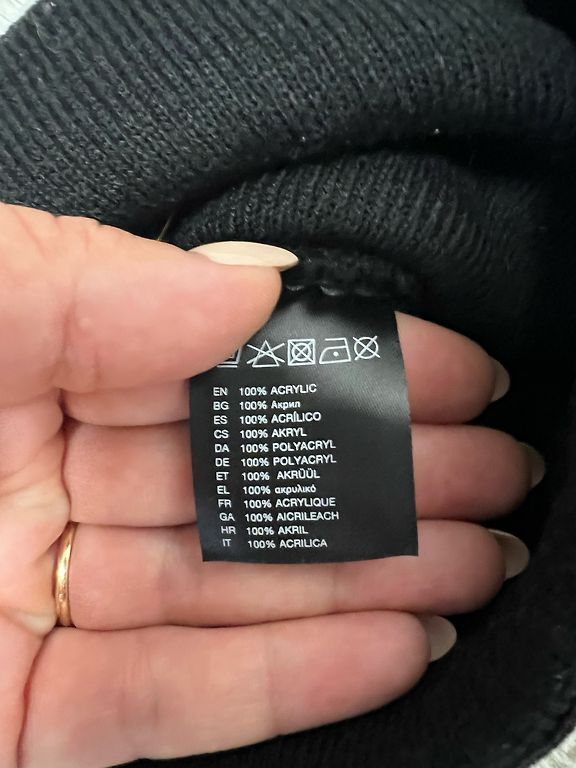 EN 100% ACRYLIC
BG 100% Акрил
ES 100% ACRÍLICO
CS 100% AKRYL
DA 100% POLYACRYL
DE 100% POLYACRYL
ET 100% AKRÜÜL
EL 100% ακρυλικό
FR 100% ACRYLIQUE
GA 100% AICRILEACH
HR 100% AKRIL
IT 100% ACRILICA